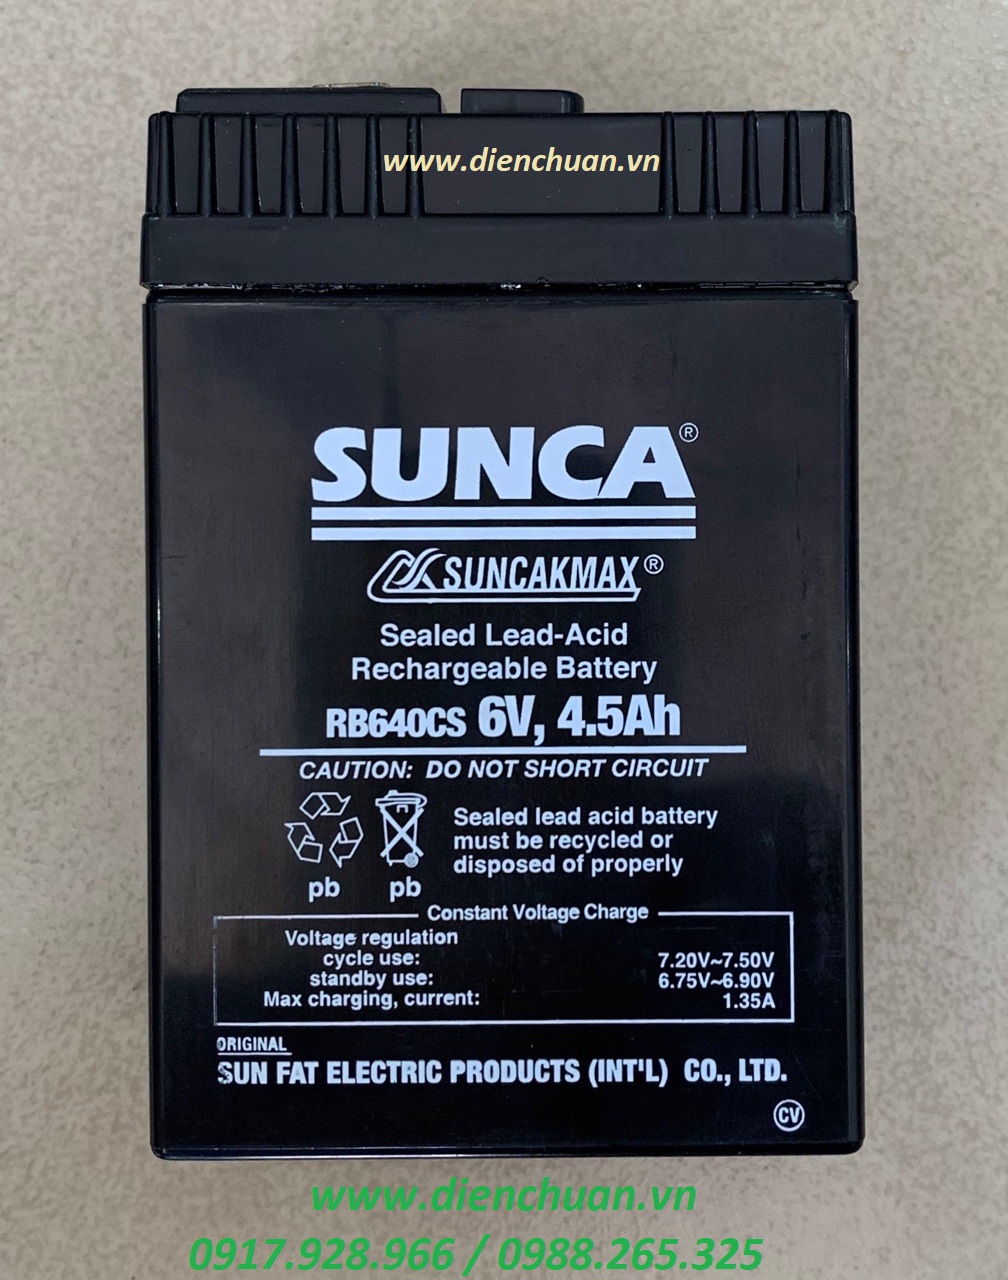 www.dienchuan.vn
SUNCA®
SUNCAKMAX®
Sealed Lead-Acid
Rechargeable Battery
RB640CS 6V, 4.5Ah
CAUTION: DO NOT SHORT CIRCUIT
Sealed lead acid battery
must be recycled or
disposed of properly
pb pb
Constant Voltage Charge
Voltage regulation
cycle use: 7.20V~7.50V
standby use: 6.75V~6.90V
Max charging, current: 1.35A
ORIGINAL
SUN FAT ELECTRIC PRODUCTS (INT'L) CO., LTD.
CV
www.dienchuan.vn
0917.928.966 / 0988.265.325